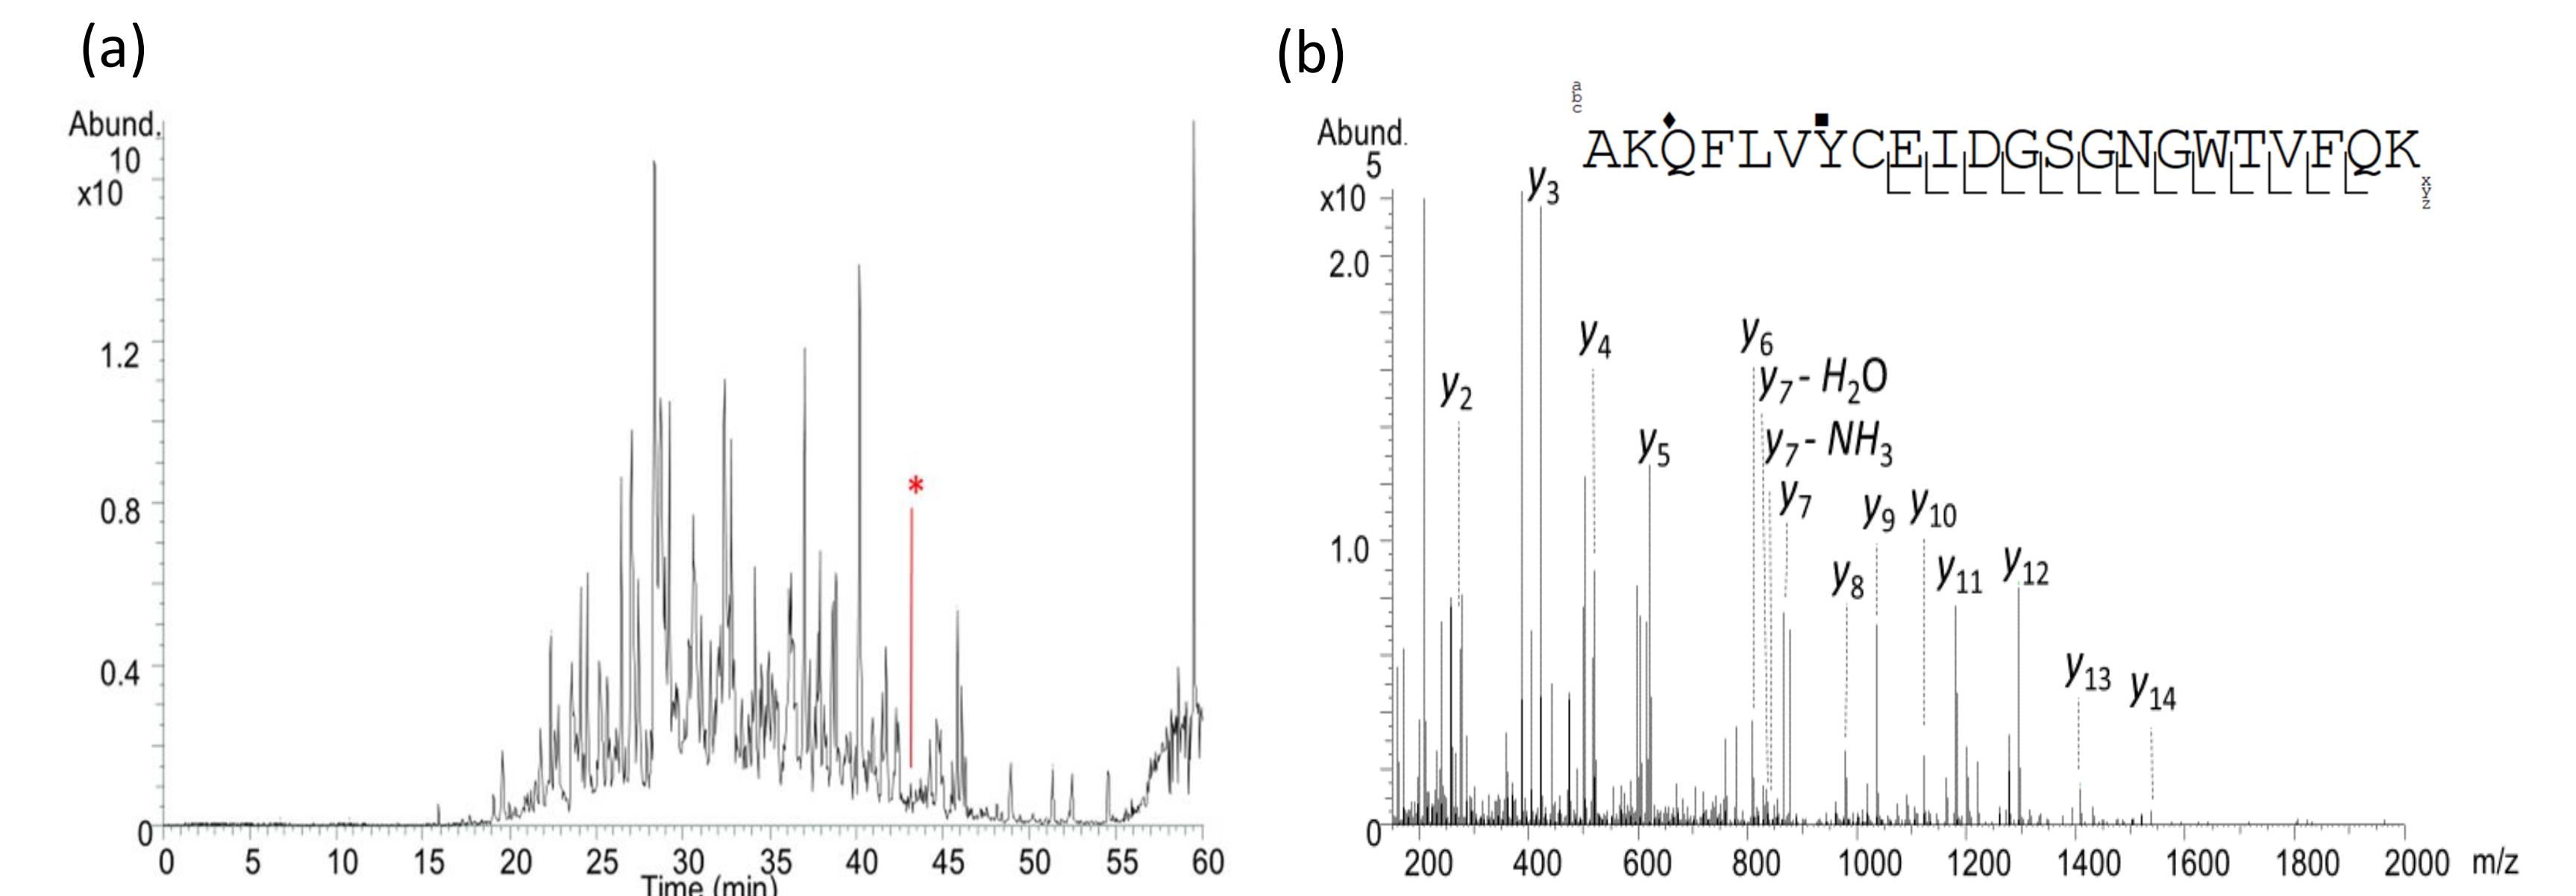 (a)
Abund.
10
x10
1.2
0.8
0.4
0
*
0 5 10 15 20 25 30 35 40 45 50 55 60
Time (min)
(b)
a
b
c
AKQFLVYCEIDGSGNGWTVFQK
x
y
z
Abund.
5
x10
2.0
1.0
0
y3
y4
y2
y5
y6
y7 - H2O
y7 - NH3
y7
y8
y9
y10
y11
y12
y13
y14
200 400 600 800 1000 1200 1400 1600 1800 2000 m/z